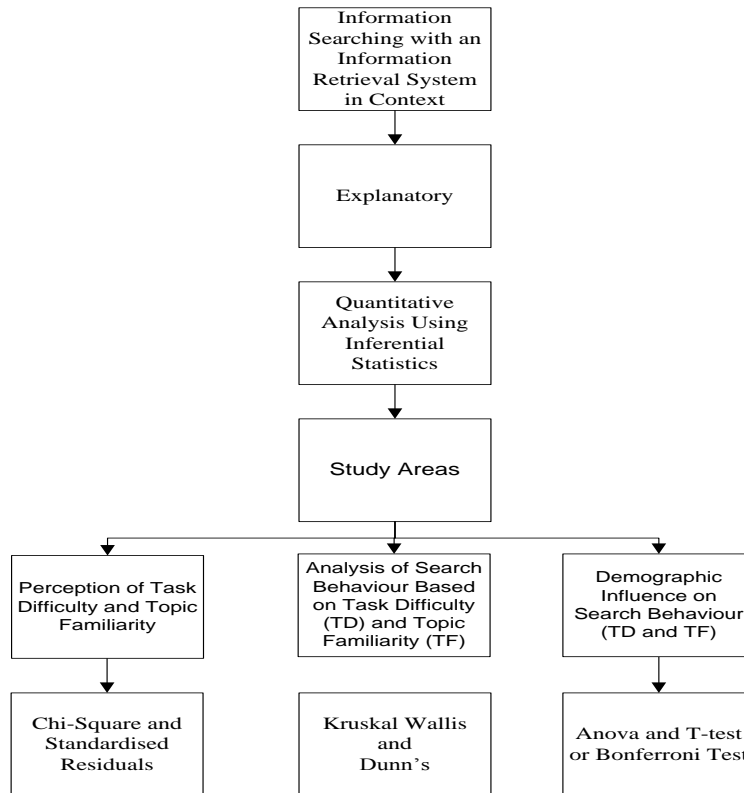 Information
Searching with an
Information
Retrieval System
in Context
Explanatory
Quantitative
Analysis Using
Inferential
Statistics
Study Areas
Perception of Task
Difficulty and Topic
Familiarity
Analysis of Search
Behaviour Based
on Task Difficulty
(TD) and Topic
Familiarity (TF)
Demographic
Influence on
Search Behaviour
(TD and TF)
Chi-Square and
Standardised
Residuals
Kruskal Wallis
and
Dunn's
Anova and T-test
or Bonferroni Test